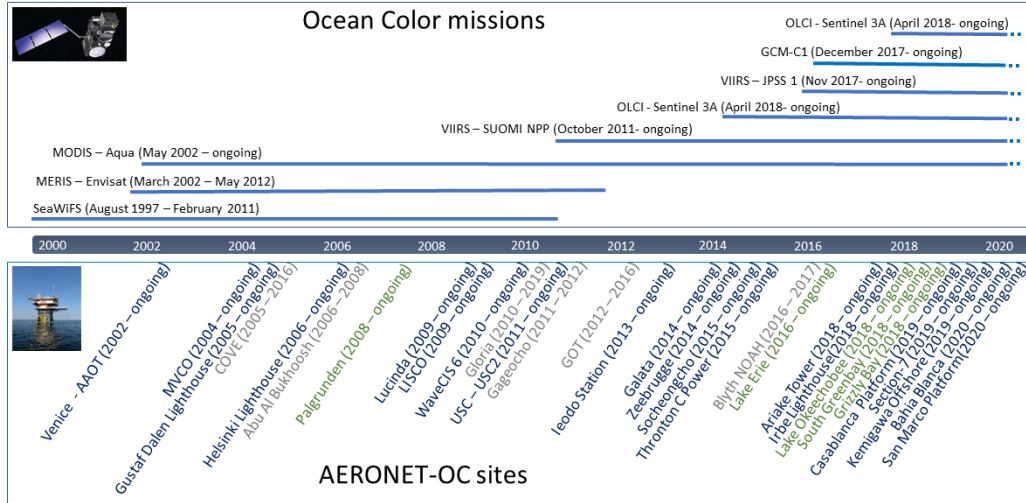 Ocean Color missions
OLCI - Sentinel 3A (April 2018- ongoing)
GCM-C1 (December 2017- ongoing)
VIIRS – JPSS 1 (Nov 2017- ongoing)
OLCI - Sentinel 3A (April 2018- ongoing)
VIIRS – SUOMI NPP (October 2011- ongoing)
MODIS – Aqua (May 2002 – ongoing)
MERIS – Envisat (March 2002 – May 2012)
SeaWiFS (August 1997 – February 2011)
2000 2002 2004 2006 2008 2010 2012 2014 2016 2018 2020
Venice - AAOT (2002 – ongoing)
MVCO (2004 – ongoing)
Gustaf Dalen Lighthouse (2005 – ongoing)
COVE (2005 – 2016)
Helsinki Lighthouse (2006 – ongoing)
Abu Al Bukhoosh (2006 – 2008)
Palgrunden (2008 – ongoing)
Lucinda (2009 – ongoing)
LISCO (2009 – ongoing)
WaveCIS 6 (2010 – ongoing)
Gloria (2010 – 2019)
USC – USC2 (2011 – ongoing)
Gageocho (2011 – 2012)
GOT (2012 – 2016)
Ieodo Station (2013 – ongoing)
Galata (2014 – ongoing)
Zeebrugge (2014 – ongoing)
Socheongcho (2015 – ongoing)
Thronton C Power (2015 – ongoing)
Blyth NOAH (2016 – 2017)
Lake Erie (2016 – ongoing)
Ariake Tower (2018 – ongoing)
Irbe Lighthouse (2018 – ongoing)
Lake Okeechobee (2018 – ongoing)
South Greenbay (2018 – ongoing)
Grizzly Bay (2018 – ongoing)
Casablanca Platform (2019 – ongoing)
Section-7 (2019 – ongoing)
Kemigawa Offshore (2019 – ongoing)
Bahia Blanca (2020 – ongoing)
San Marco Platform(2020 – ongoing)
AERONET-OC sites